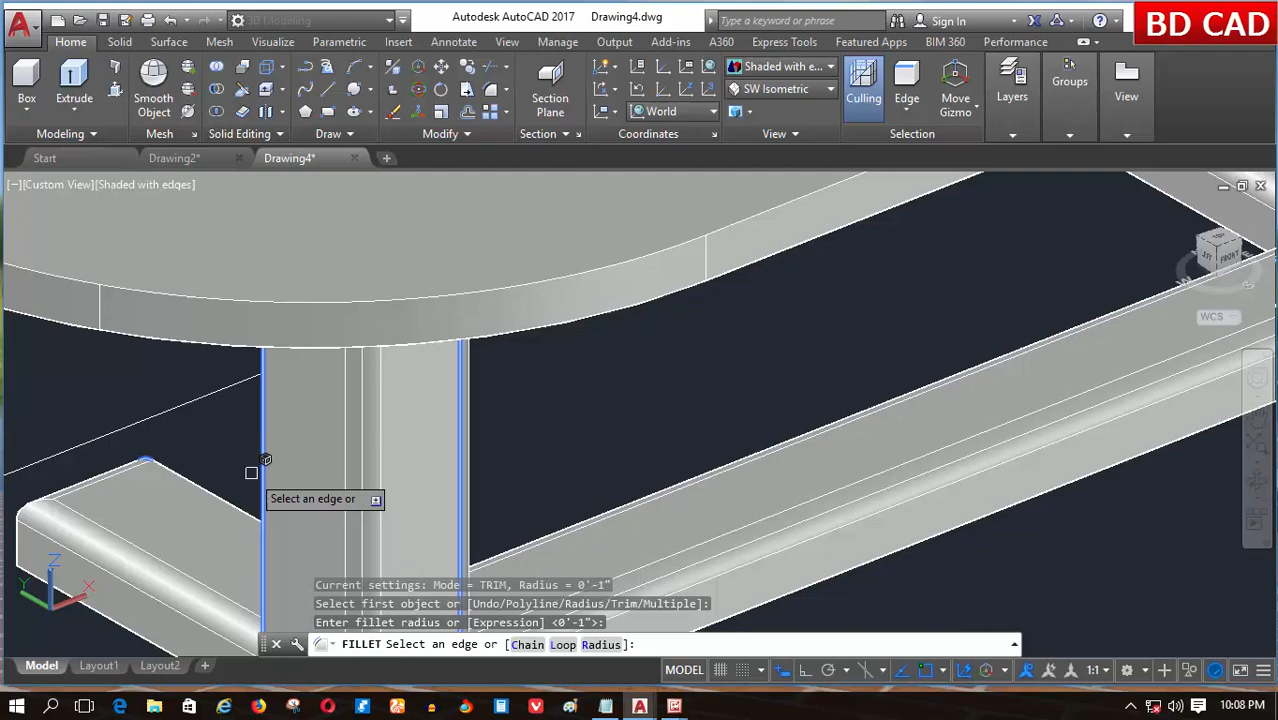 3D Modeling
Autodesk AutoCAD 2017 Drawing4.dwg
Type a keyword or phrase
Sign In
BD CAD
Home Solid Surface Mesh Visualize Parametric Insert Annotate View Manage Output Add-ins A360 Express Tools Featured Apps BIM 360 Performance
Shaded with e...
SW Isometric
World
Box Extrude Smooth Object Section Plane Culling Edge Move Gizmo Layers Groups View
Modeling Mesh Solid Editing Draw Modify Section Coordinates View Selection
Start Drawing2* Drawing4*
[−][Custom View][Shaded with edges]
TOP
LEFT FRONT
W
WCS
Select an edge or
Z
Y X
Current settings: Mode = TRIM, Radius = 0'-1"
Select first object or [Undo/Polyline/Radius/Trim/Multiple]:
Enter fillet radius or [Expression] <0'-1">:
FILLET Select an edge or [Chain Loop Radius]:
Model Layout1 Layout2
MODEL
1:1
10:08 PM